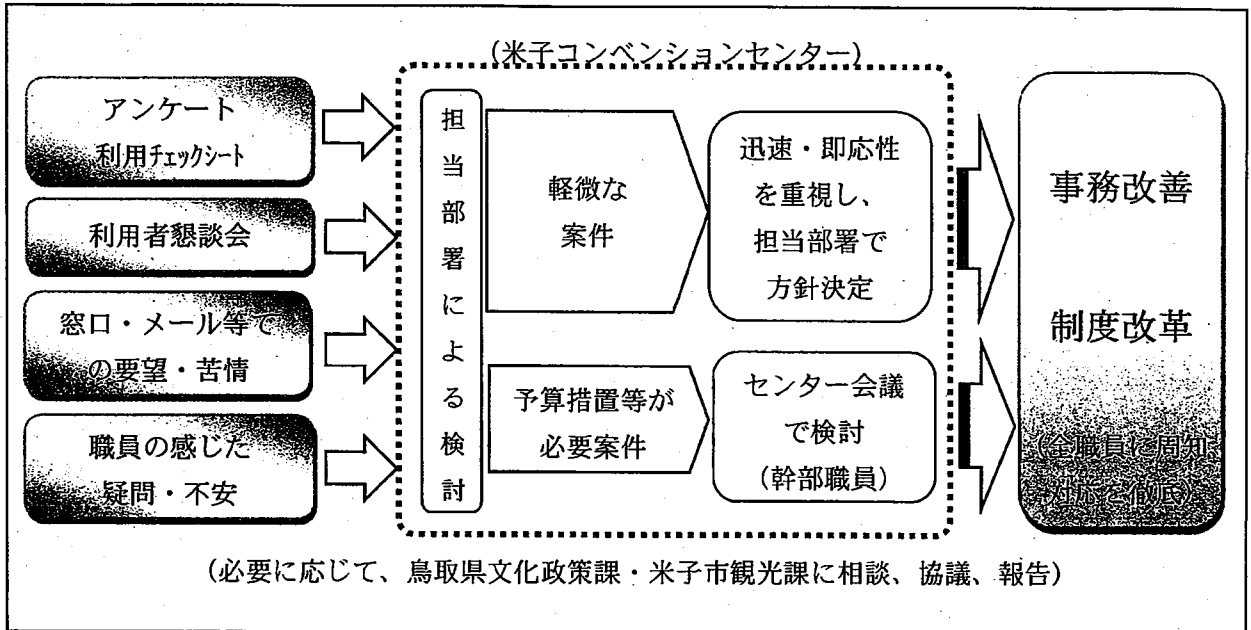 (米子コンベンションセンター)
アンケート
利用チェックシート
利用者懇談会
窓口・メール等で
の要望・苦情
職員の感じた
疑問・不安
担当部署による検討
軽微な
案件
迅速・即応性
を重視し、
担当部署で
方針決定
予算措置等が
必要案件
センター会議
で検討
(幹部職員)
事務改善
制度改革
(全職員に周知
対応を徹底)
(必要に応じて、鳥取県文化政策課・米子市観光課に相談、協議、報告)